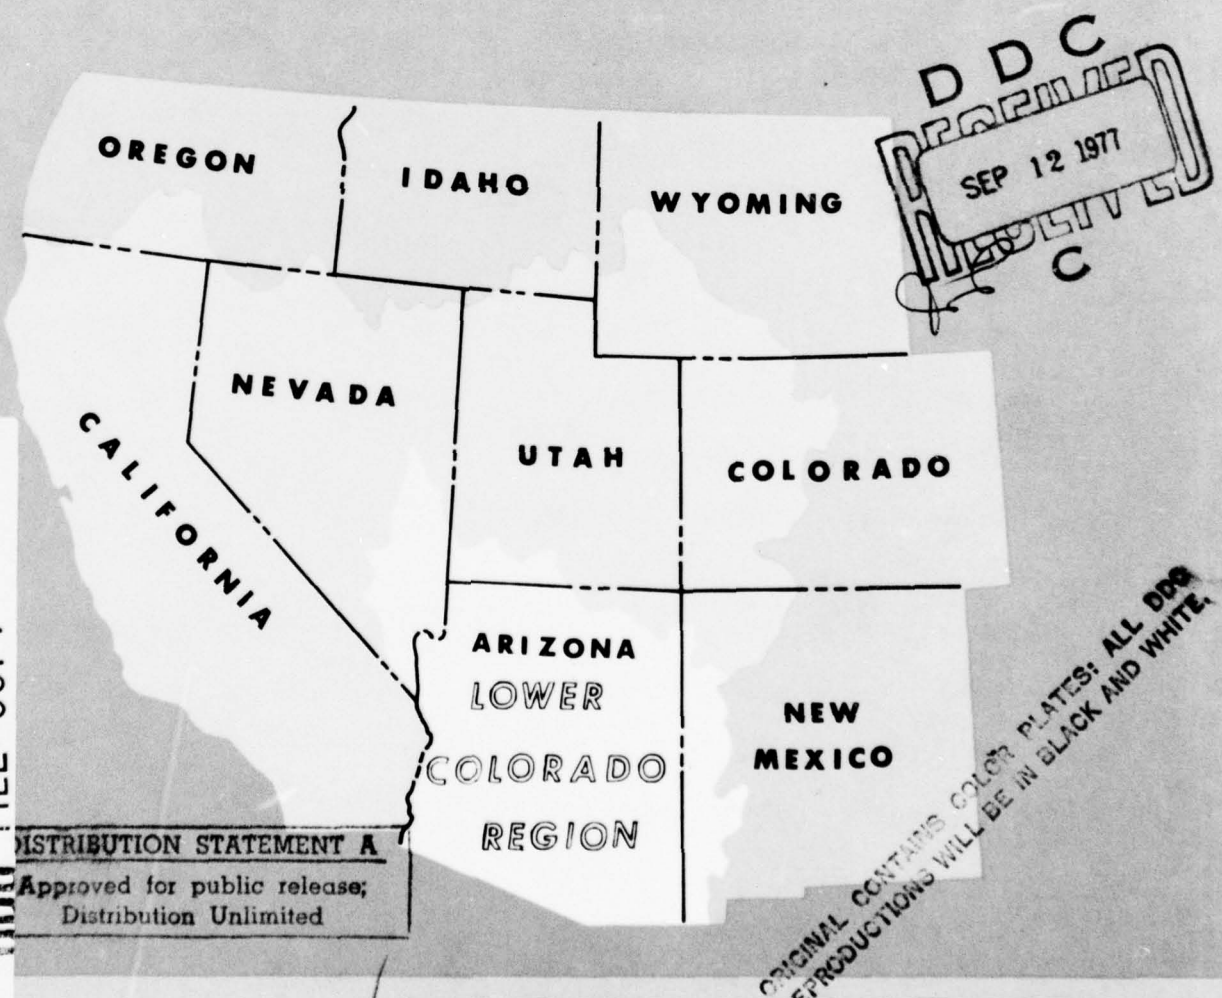 D D C
OREGON
IDAHO
WYOMING
SEP 12 1977
C
NEVADA
CALIFORNIA
UTAH
COLORADO
ARIZONA
LOWER
COLORADO
REGION
NEW
MEXICO
DISTRIBUTION STATEMENT A
Approved for public release;
Distribution Unlimited
ORIGINAL CONTAINS COLOR PLATES: ALL DDC
REPRODUCTIONS WILL BE IN BLACK AND WHITE.